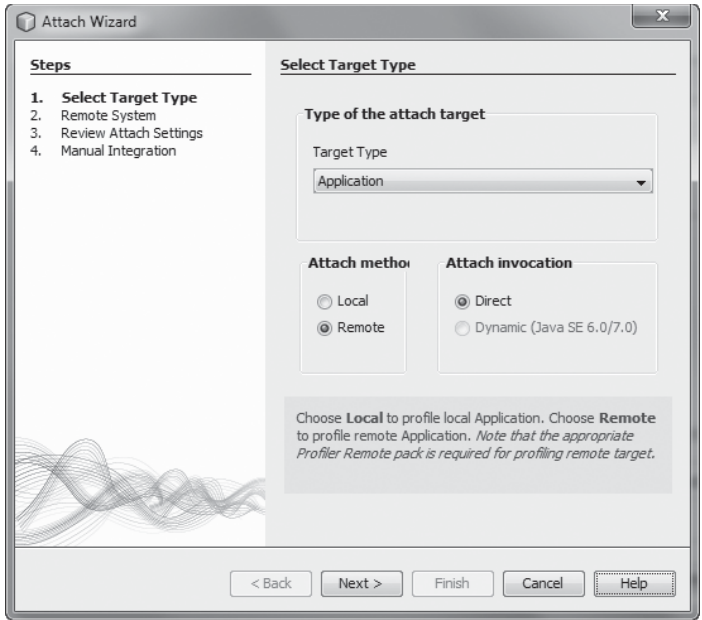 Attach Wizard
Steps
1. Select Target Type
2. Remote System
3. Review Attach Settings
4. Manual Integration
Select Target Type
Type of the attach target
Target Type
Application
Attach metho
Local
Remote
Attach invocation
Direct
Dynamic (Java SE 6.0/7.0)
Choose Local to profile local Application. Choose Remote
to profile remote Application. Note that the appropriate
Profiler Remote pack is required for profiling remote target.
< Back Next > Finish Cancel Help